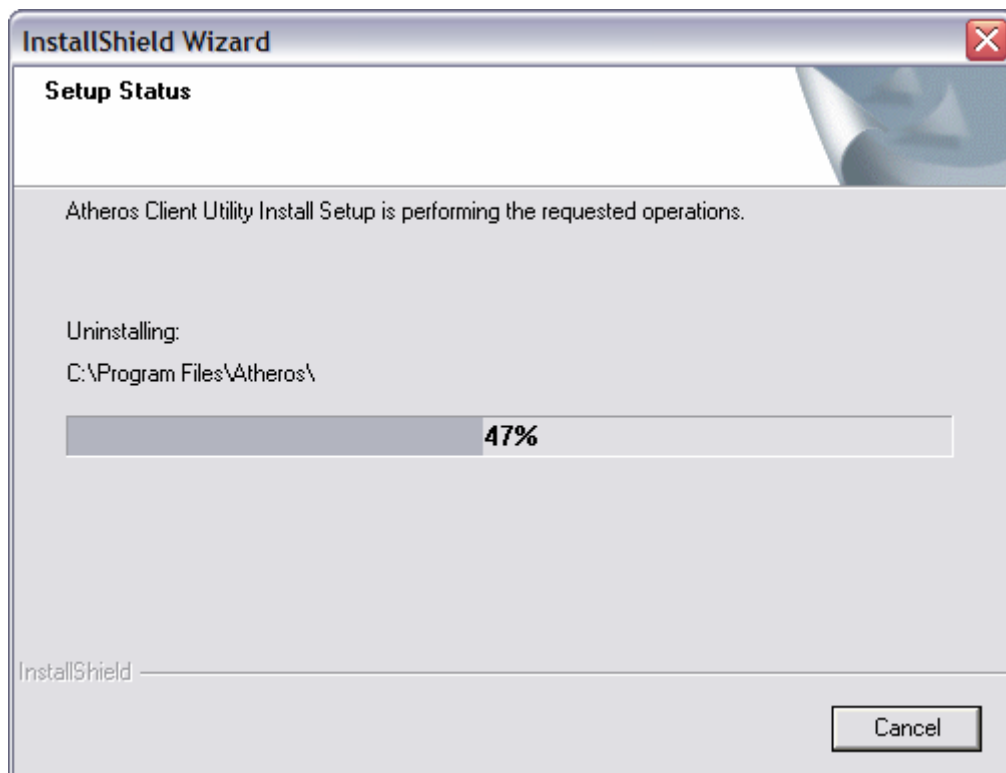 InstallShield Wizard
Setup Status
Atheros Client Utility Install Setup is performing the requested operations.
Uninstalling:
C:\Program Files\Atheros\
47%
InstallShield
Cancel